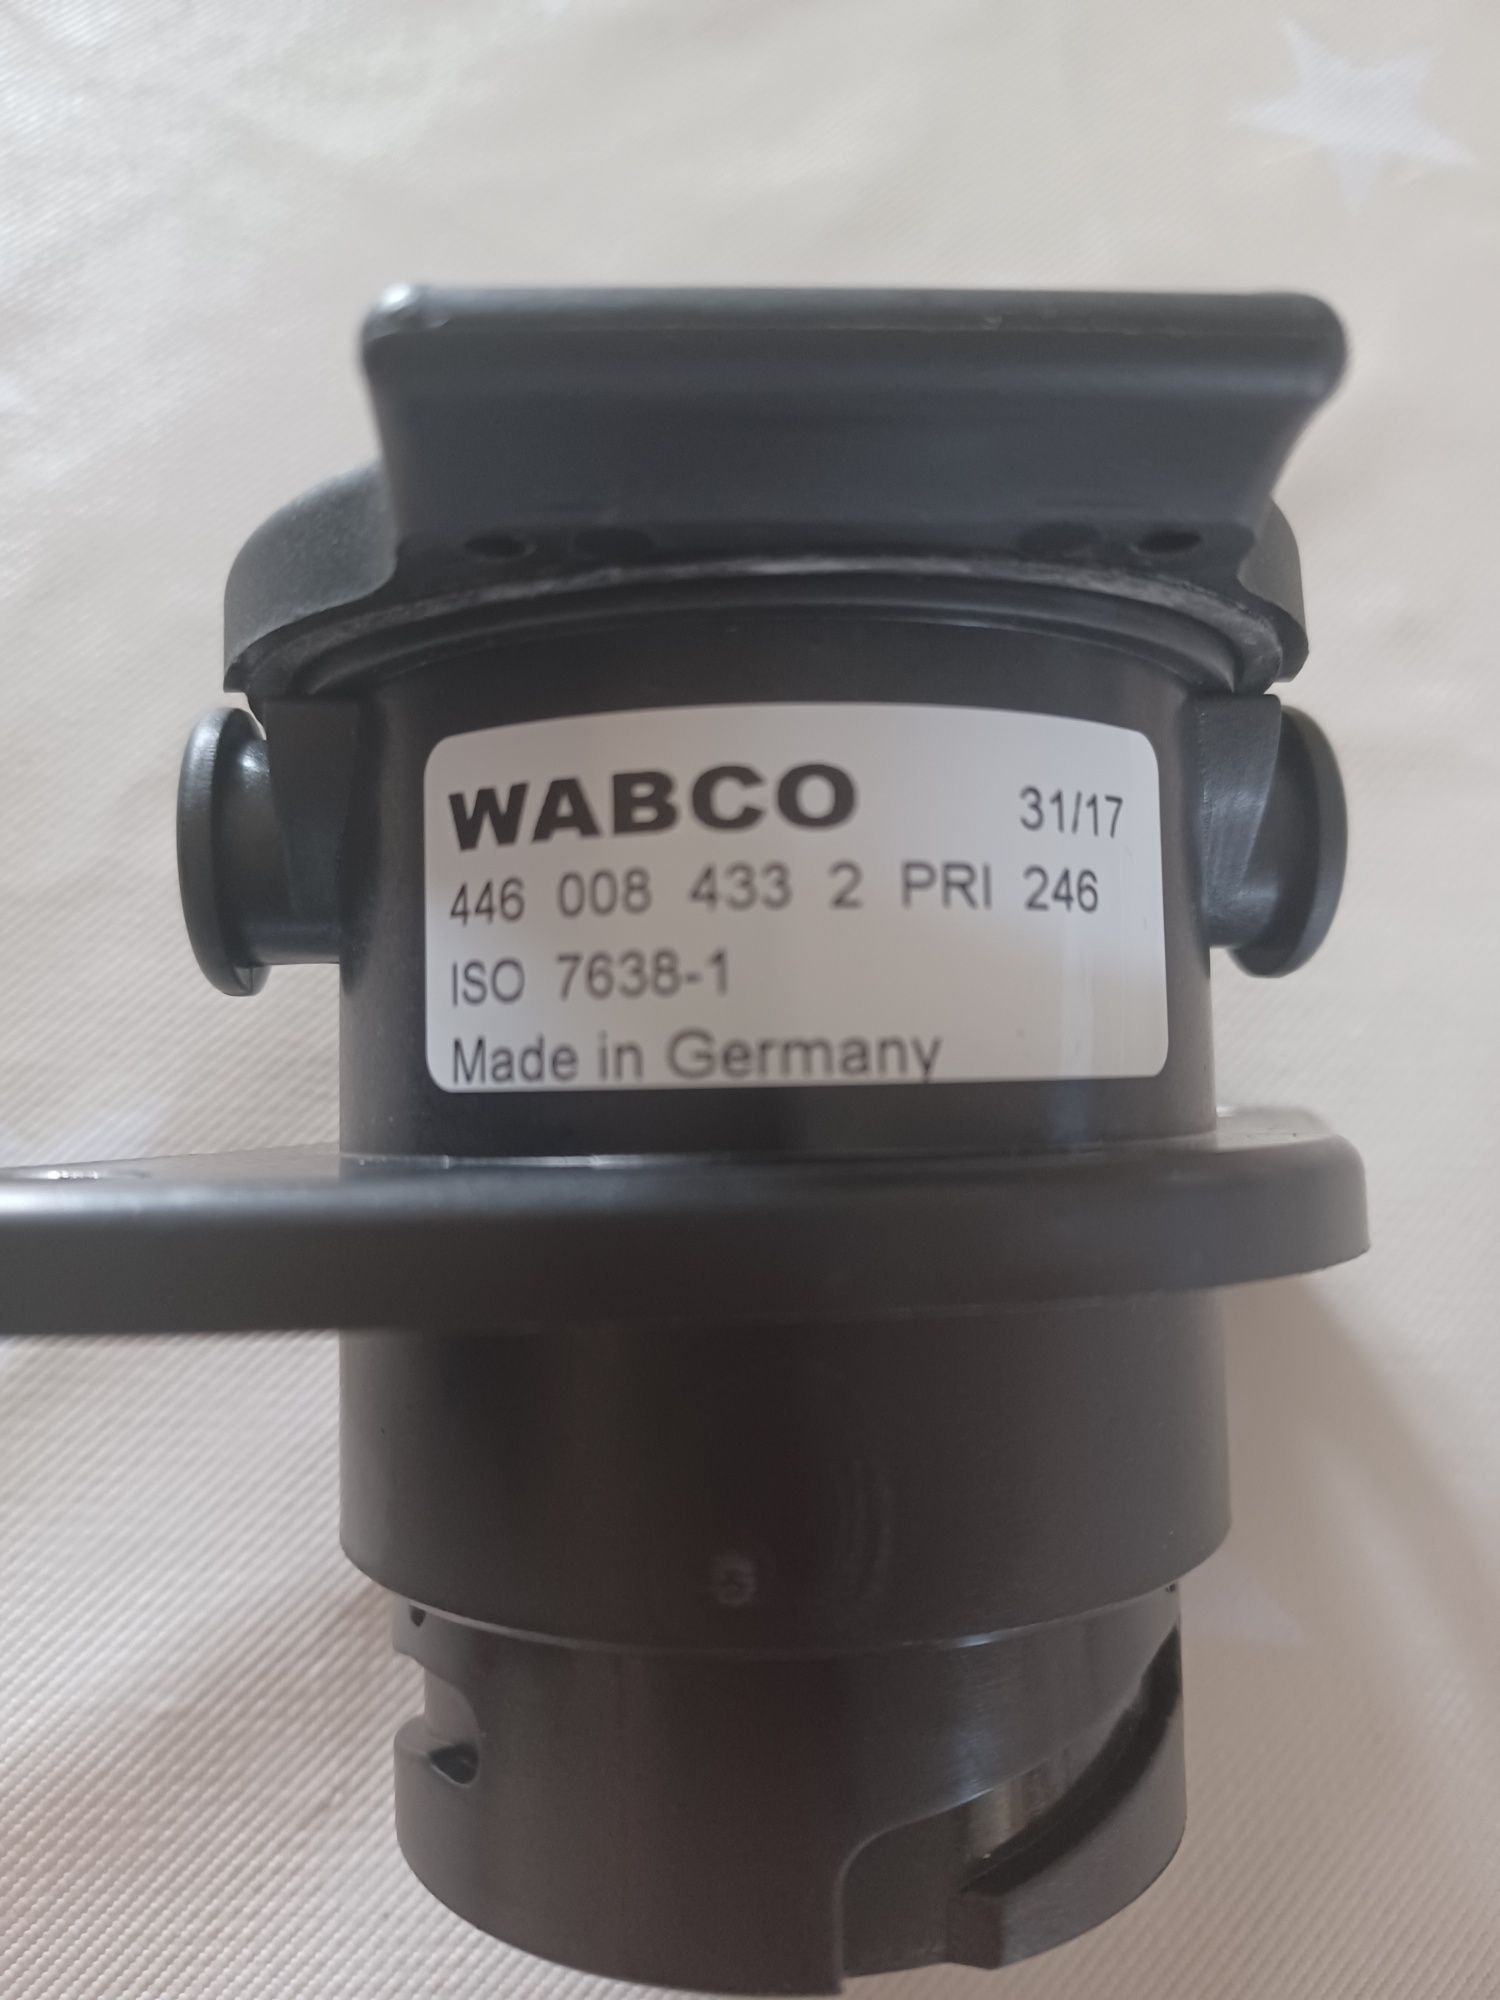 WABCO 31/17
446 008 433 2 PRI 246
ISO 7638-1
Made in Germany